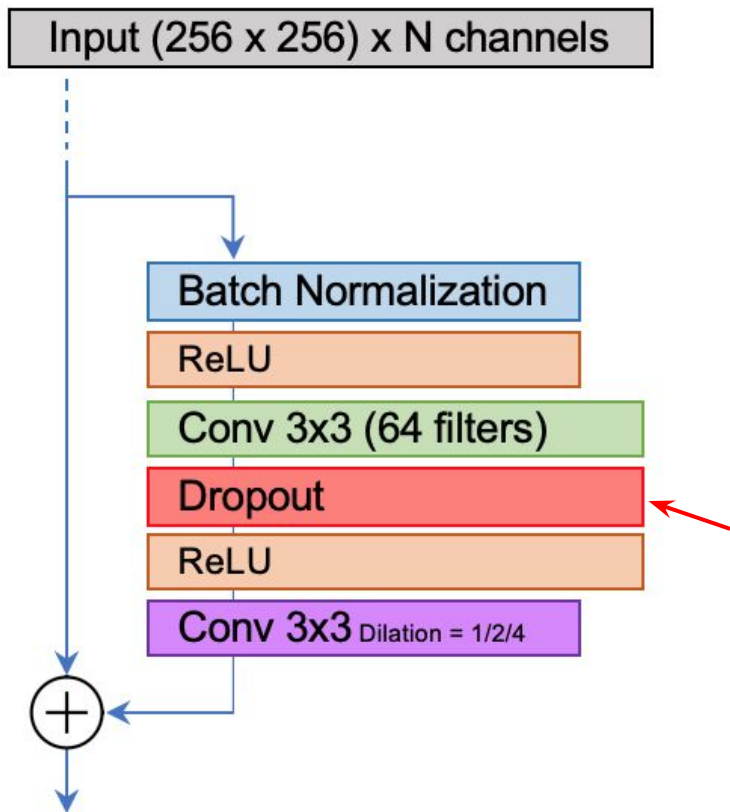 Input (256 x 256) x N channels
Batch Normalization
ReLU
Conv 3x3 (64 filters)
Dropout
ReLU
Conv 3x3 Dilation = 1/2/4